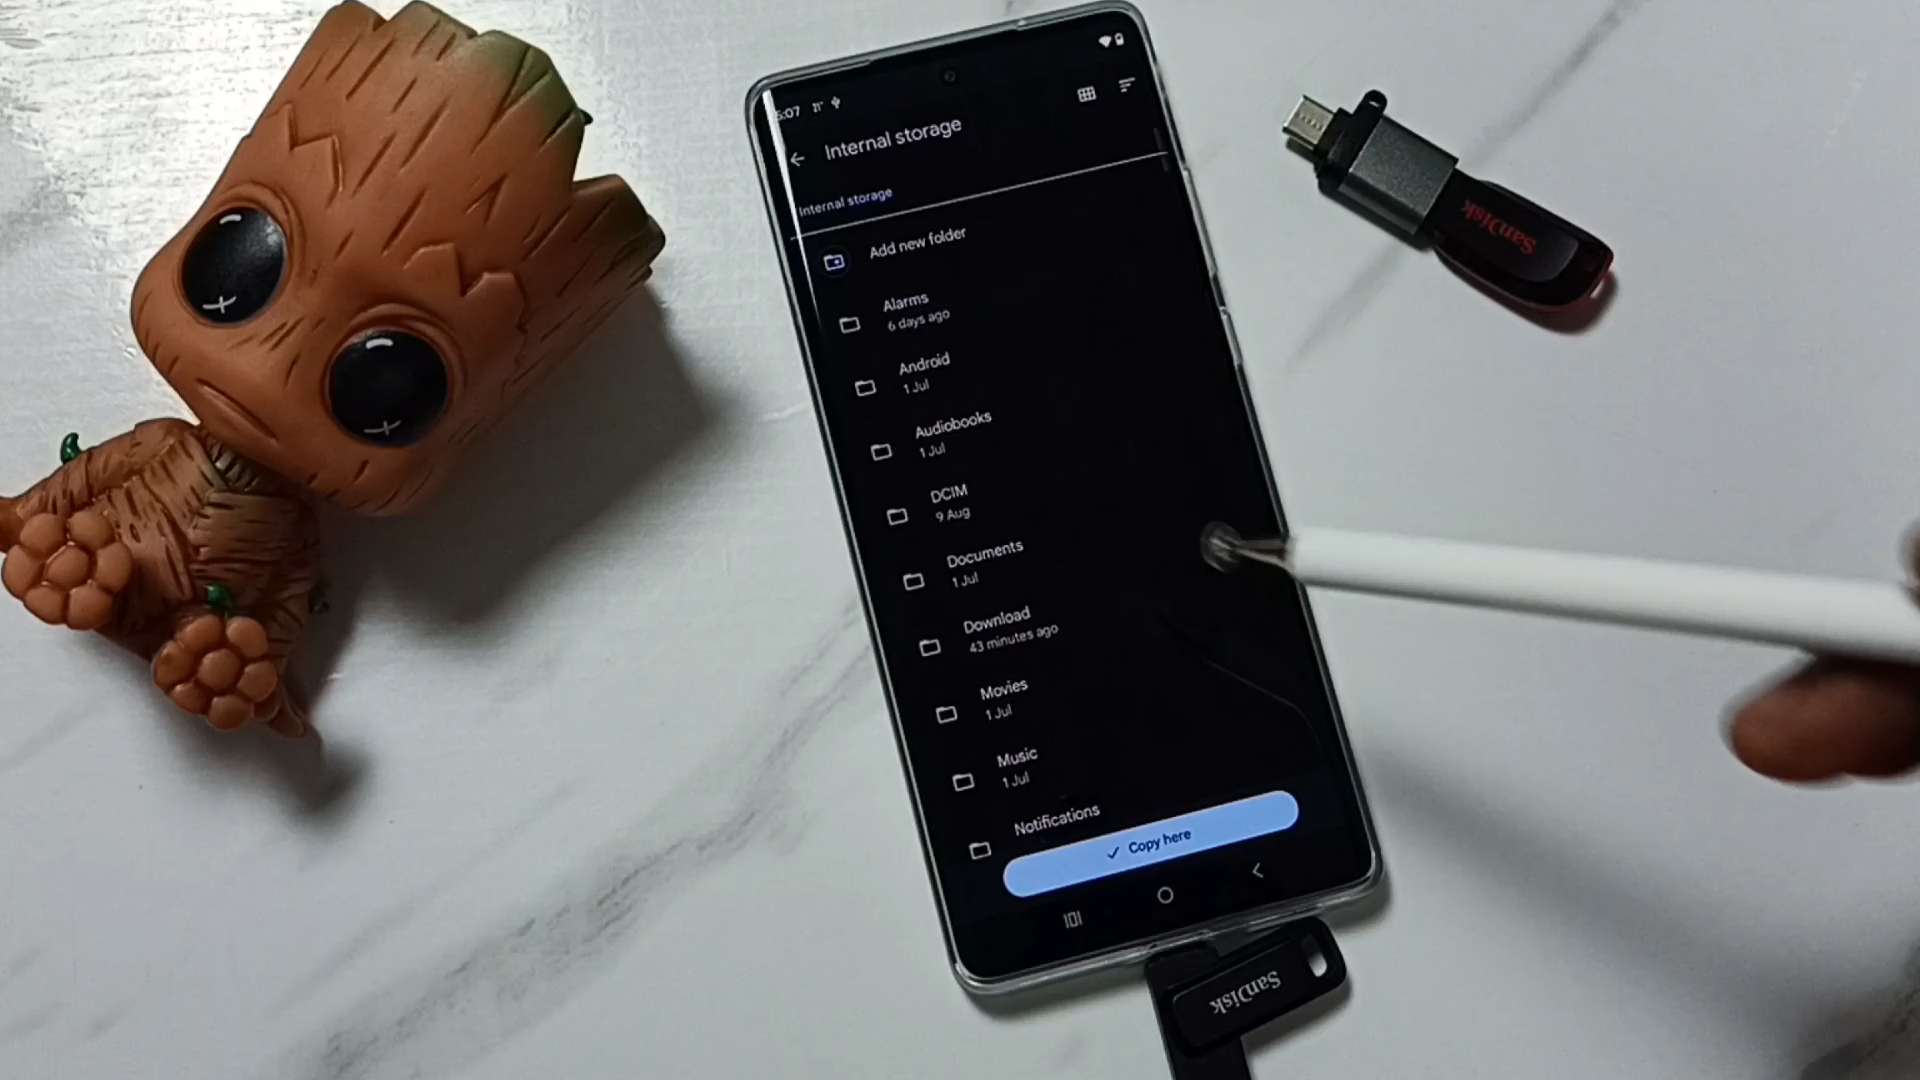 5:07
Internal storage
Internal storage
Add new folder
Alarms
6 days ago
Android
1 Jul
Audiobooks
1 Jul
DCIM
9 Aug
Documents
1 Jul
Download
43 minutes ago
Movies
1 Jul
Music
1 Jul
Notifications
Copy here
SanDisk
SanDisk